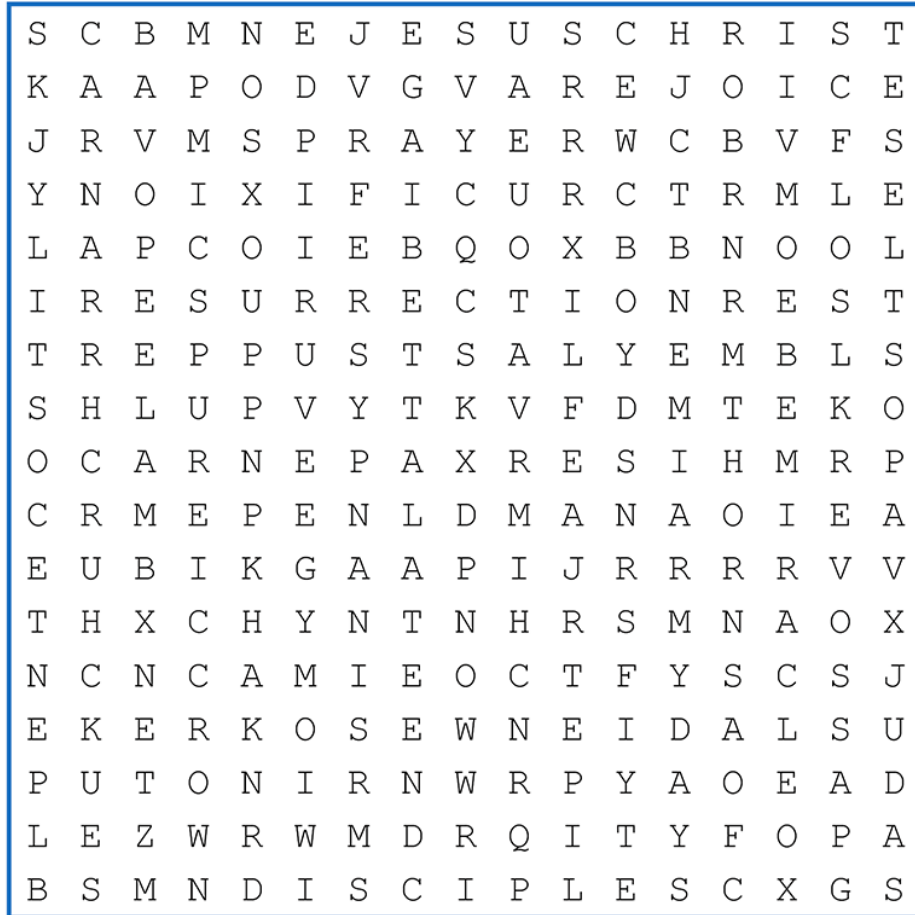 S C B M N E J E S U S C H R I S T
K A A P O D V G V A R E J O I C E
J R V M S P R A Y E R W C B V F S
Y N O I X I F I C U R C T R M L E
L A P C O I E B Q O X B B N O O L
I R E S U R R E C T I O N R E S T
T R E P P U S T S A L Y E M B L S
S H L U P V Y T K V F D M T E K O
O C A R N E P A X R E S I H M R P
C R M E P E N L D M A N A O I E A
E U B I K G A A P I J R R R R V V
T H X C H Y N T N H R S M N A O X
N C N C A M I E O C T F Y S C S J
E K E R K O S E W N E I D A L S U
P U T O N I R N W R P Y A O E A D
L E Z W R W M D R Q I T Y F O P A
B S M N D I S C I P L E S C X G S